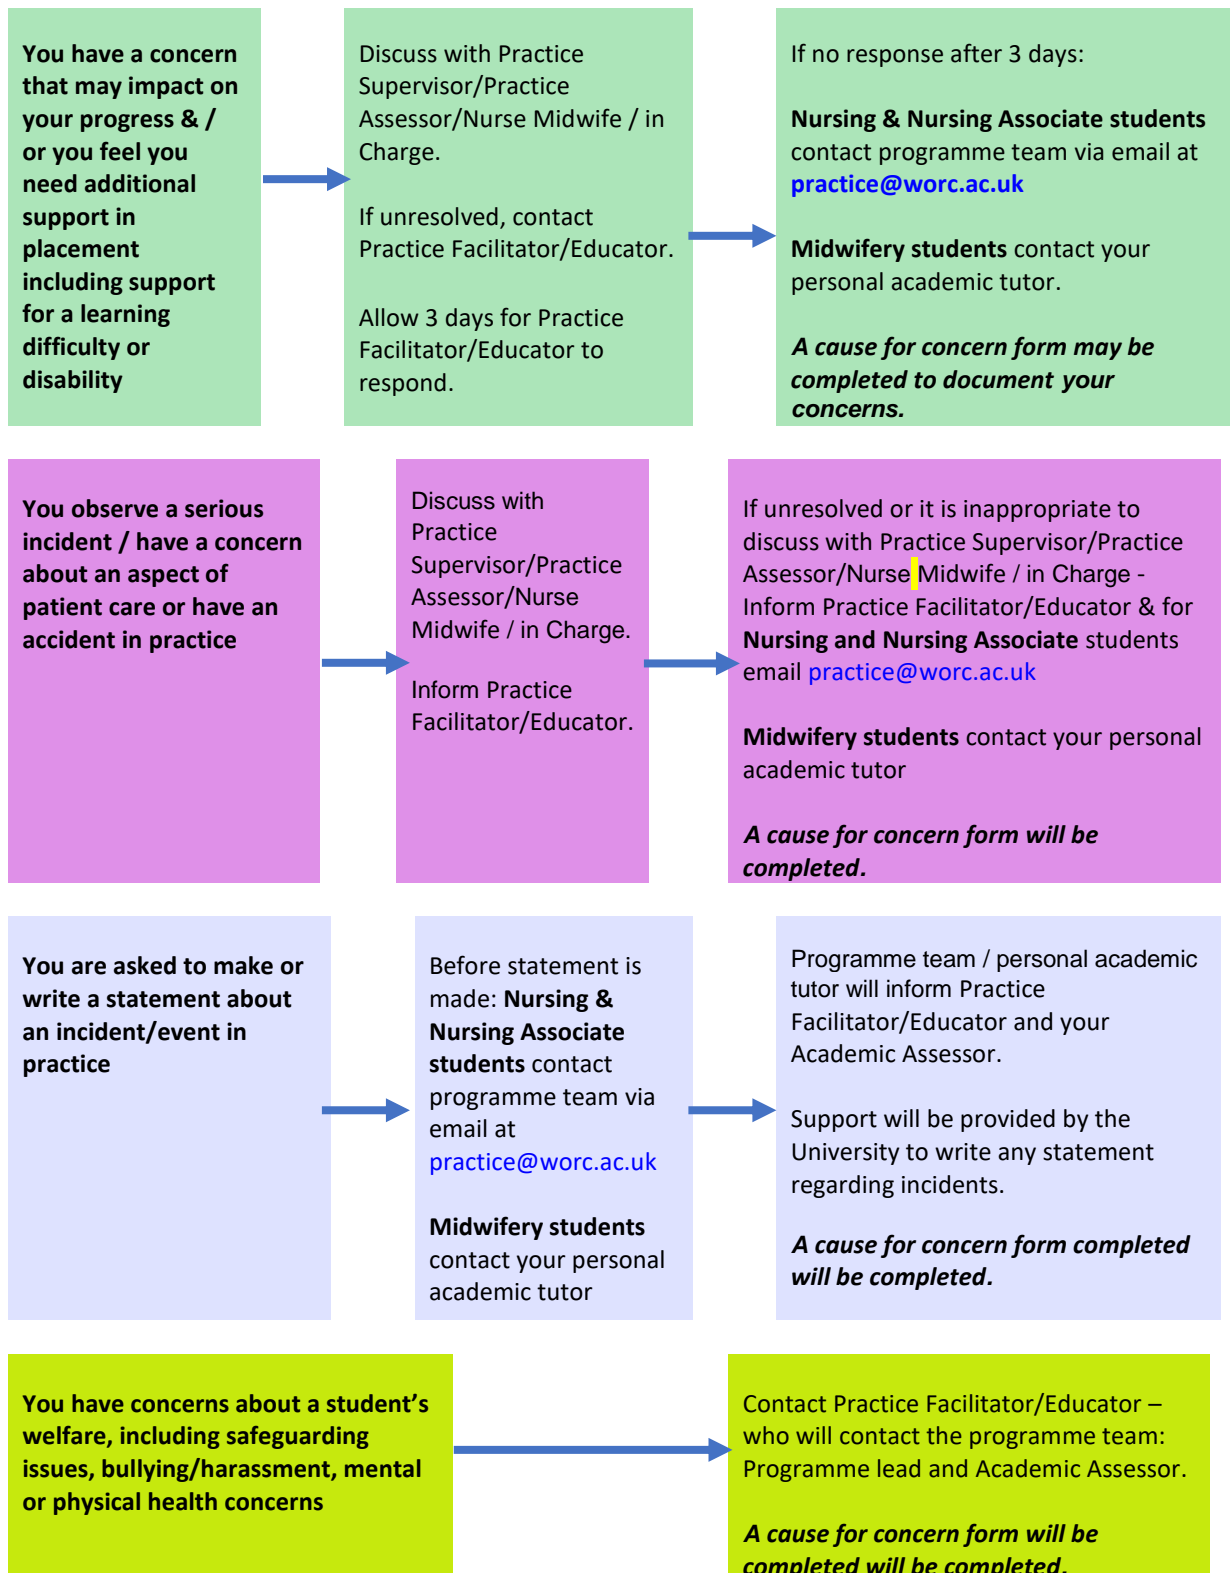 You have a concern
that may impact on
your progress & /
or you feel you
need additional
support in
placement
including support
for a learning
difficulty or
disability
Discuss with Practice
Supervisor/Practice
Assessor/Nurse Midwife / in
Charge.
If unresolved, contact
Practice Facilitator/Educator.
Allow 3 days for Practice
Facilitator/Educator to
respond.
If no response after 3 days:
Nursing & Nursing Associate students
contact programme team via email at
practice@worc.ac.uk
Midwifery students contact your
personal academic tutor.
A cause for concern form may be
completed to document your
concerns.
You observe a serious
incident / have a concern
about an aspect of
patient care or have an
accident in practice
Discuss with
Practice
Supervisor/Practice
Assessor/Nurse
Midwife / in Charge.
Inform Practice
Facilitator/Educator.
If unresolved or it is inappropriate to
discuss with Practice Supervisor/Practice
Assessor/Nurse Midwife / in Charge -
Inform Practice Facilitator/Educator & for
Nursing and Nursing Associate students
email practice@worc.ac.uk
Midwifery students contact your personal
academic tutor
A cause for concern form will be
completed.
You are asked to make or
write a statement about
an incident/event in
practice
Before statement is
made: Nursing &
Nursing Associate
students contact
programme team via
email at
practice@worc.ac.uk
Midwifery students
contact your personal
academic tutor
Programme team / personal academic
tutor will inform Practice
Facilitator/Educator and your
Academic Assessor.
Support will be provided by the
University to write any statement
regarding incidents.
A cause for concern form completed
will be completed.
You have concerns about a student’s
welfare, including safeguarding
issues, bullying/harassment, mental
or physical health concerns
Contact Practice Facilitator/Educator –
who will contact the programme team:
Programme lead and Academic Assessor.
A cause for concern form will be
completed will be completed.